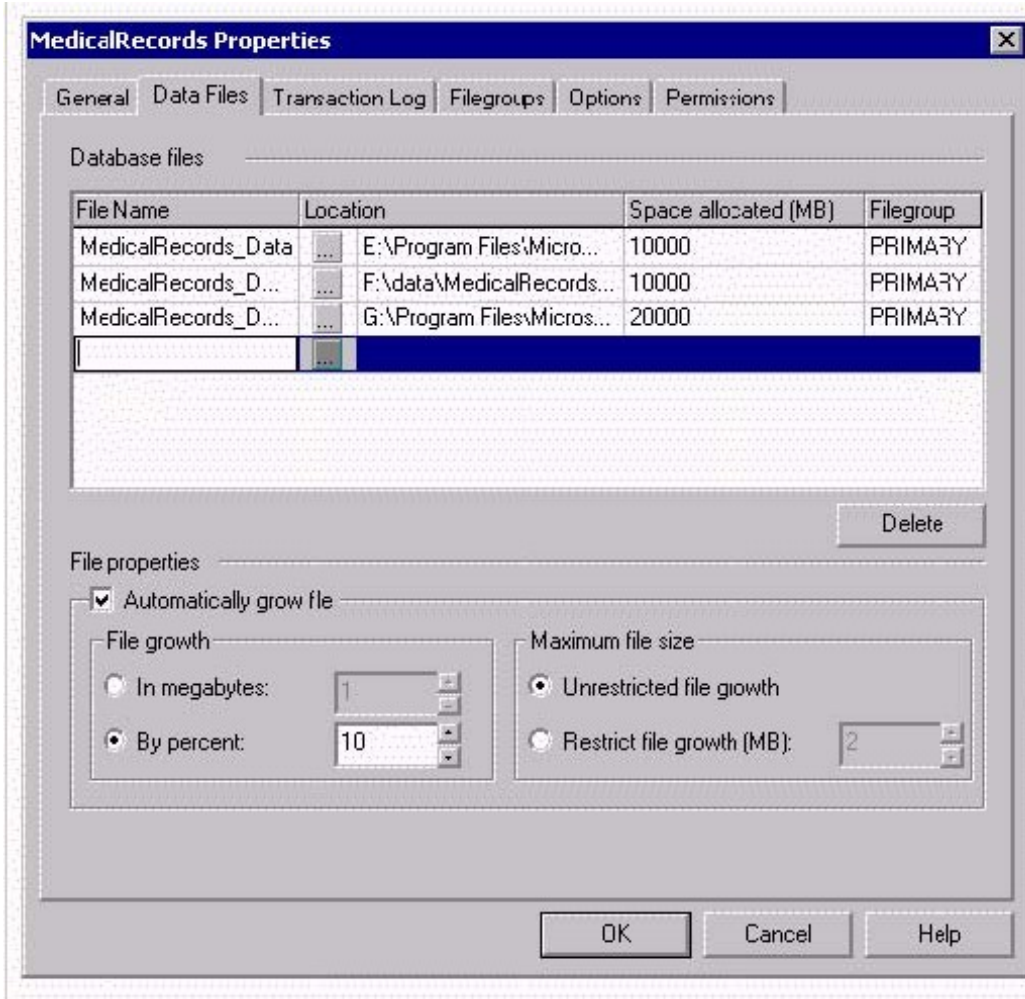 MedicalRecords Properties
General Data Files Transaction Log Filegroups Options Permissions
Database files
File Name Location Space allocated (MB) Filegroup
MedicalRecords_Data ... E:\Program Files\Micro... 10000 PRIMARY
MedicalRecords_D... ... F:\data\MedicalRecords... 10000 PRIMARY
MedicalRecords_D... ... G:\Program Files\Micros... 20000 PRIMARY
...
Delete
File properties
Automatically grow file
File growth Maximum file size
In megabytes: 1 Unrestricted file growth
By percent: 10 Restrict file growth (MB): 2
OK Cancel Help